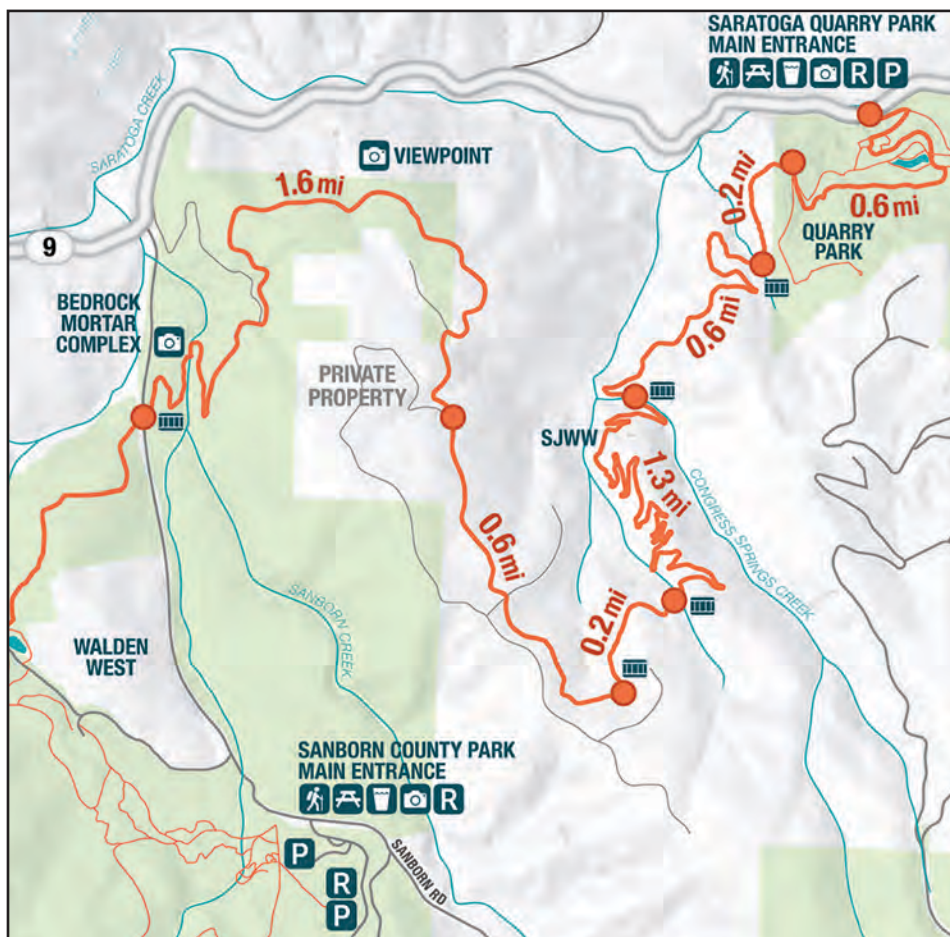 SARATOGA QUARRY PARK
MAIN ENTRANCE
R P
SARATOGA CREEK
VIEWPOINT
1.6 mi
0.2 mi
0.6 mi
QUARRY
PARK
9
BEDROCK
MORTAR
COMPLEX
0.6 mi
PRIVATE
PROPERTY
SJWW
1.3 mi
CONGRESS SPRINGS CREEK
0.6 mi
0.2 mi
SANBORN CREEK
WALDEN
WEST
SANBORN COUNTY PARK
MAIN ENTRANCE
R
P
R
P
SANBORN RD